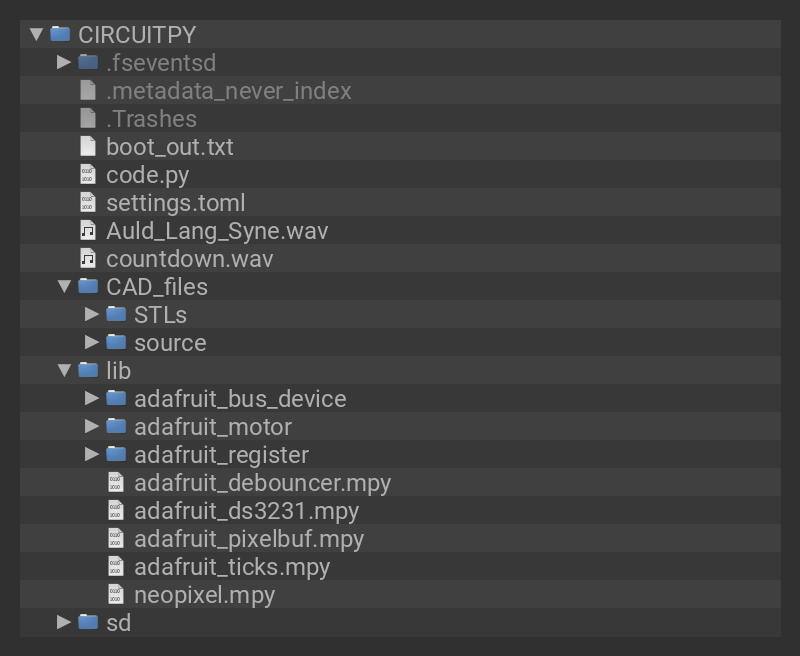 CIRCUITPY
.fseventsd
.metadata_never_index
.Trashes
boot_out.txt
code.py
settings.toml
Auld_Lang_Syne.wav
countdown.wav
CAD_files
STLs
source
lib
adafruit_bus_device
adafruit_motor
adafruit_register
adafruit_debouncer.mpy
adafruit_ds3231.mpy
adafruit_pixelbuf.mpy
adafruit_ticks.mpy
neopixel.mpy
sd